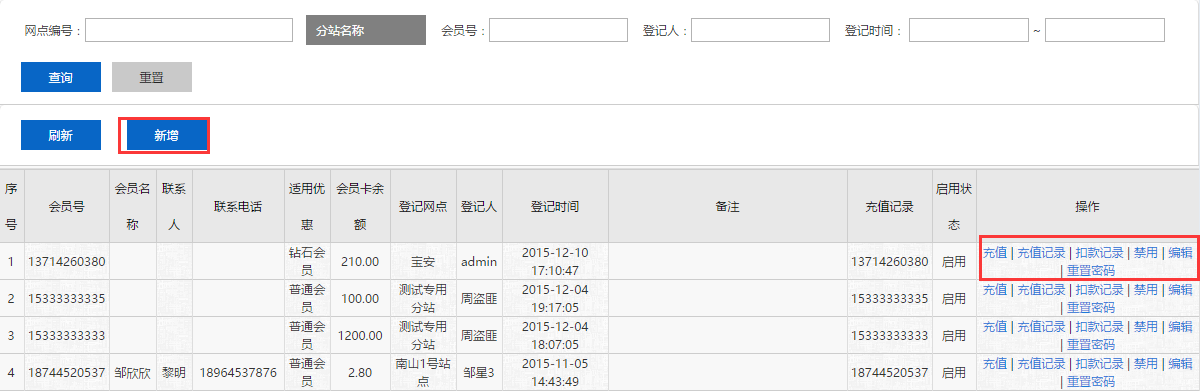 网点编号： 分站名称 会员号： 登记人： 登记时间： ~
查询 重置
刷新 新增
序号 会员号 会员名称 联系人 联系电话 适用优惠 会员卡余额 登记网点 登记人 登记时间 备注 充值记录 启用状态 操作
1 13714260380 钻石会员 210.00 宝安 admin 2015-12-10 17:10:47 13714260380 启用 充值 | 充值记录 | 扣款记录 | 禁用 | 编辑 | 重置密码
2 15333333335 普通会员 100.00 测试专用分站 周盗匪 2015-12-04 19:17:05 15333333335 启用 充值 | 充值记录 | 扣款记录 | 禁用 | 编辑 | 重置密码
3 15333333333 普通会员 1200.00 测试专用分站 周盗匪 2015-12-04 18:07:05 15333333333 启用 充值 | 充值记录 | 扣款记录 | 禁用 | 编辑 | 重置密码
4 18744520537 邹欣欣 黎明 18964537876 普通会员 2.80 南山1号站点 邹星3 2015-11-05 14:43:49 18744520537 启用 充值 | 充值记录 | 扣款记录 | 禁用 | 编辑 | 重置密码